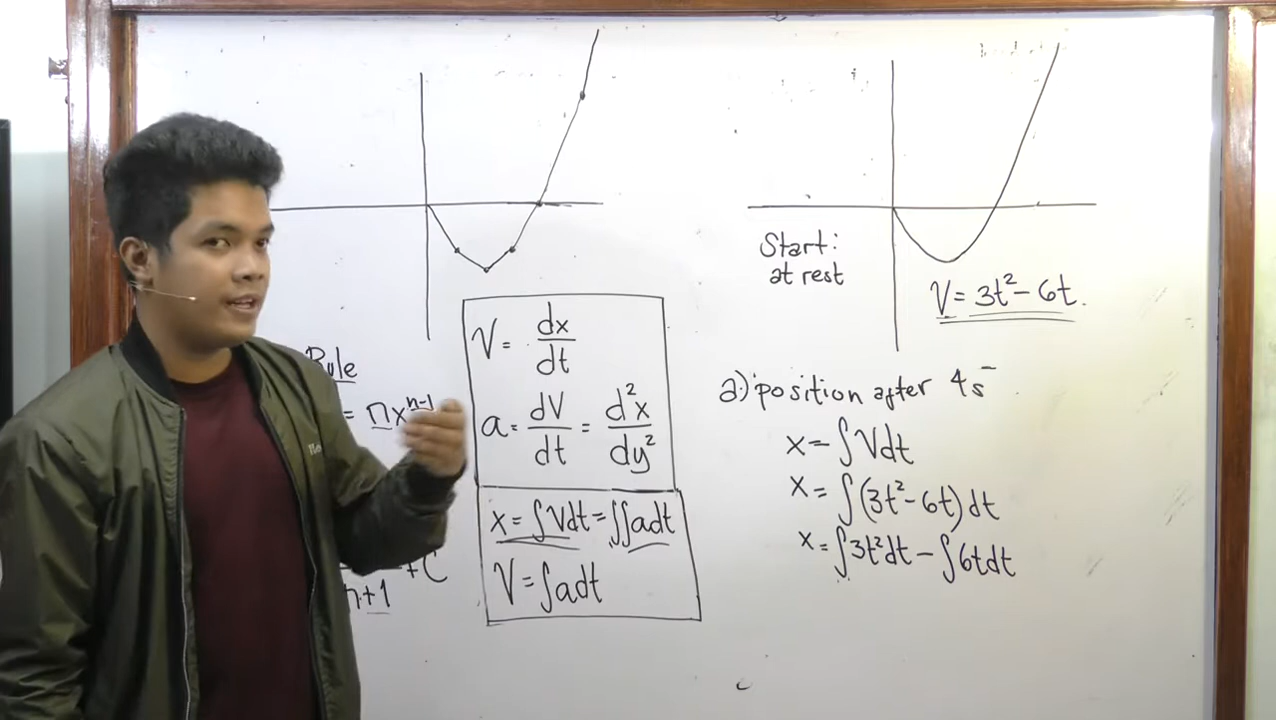 Rule
= nx^n-1
n+1 + C
V = dx/dt
a = dV/dt = d²x/dy²
x = ∫Vdt = ∫∫adt
V = ∫adt
Start:
at rest
V = 3t² - 6t.
a.) position after 4s
x = ∫Vdt
x = ∫(3t² - 6t)dt
x = ∫3t²dt - ∫6tdt